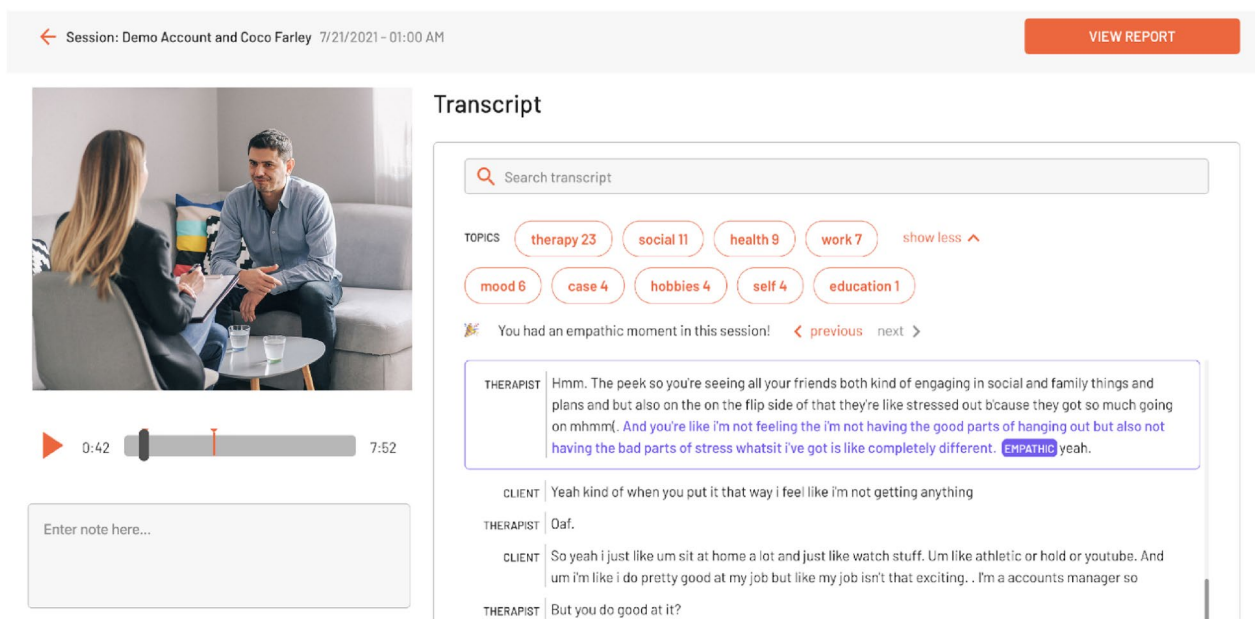 Session: Demo Account and Coco Farley 7/21/2021 - 01:00 AM
VIEW REPORT
Transcript
Search transcript
TOPICS therapy 23 social 11 health 9 work 7 show less
mood 6 case 4 hobbies 4 self 4 education 1
You had an empathic moment in this session! previous next
THERAPIST Hmm. The peek so you're seeing all your friends both kind of engaging in social and family things and
plans and but also on the on the flip side of that they're like stressed out b'cause they got so much going
on mhmm(. And you're like i'm not feeling the i'm not having the good parts of hanging out but also not
having the bad parts of stress whatsit i've got is like completely different. EMPATHIC yeah.
CLIENT Yeah kind of when you put it that way i feel like i'm not getting anything
THERAPIST Oaf.
CLIENT So yeah i just like um sit at home a lot and just like watch stuff. Um like athletic or hold or youtube. And
um i'm like i do pretty good at my job but like my job isn't that exciting. . I'm a accounts manager so
THERAPIST But you do good at it?
0:42 7:52
Enter note here...